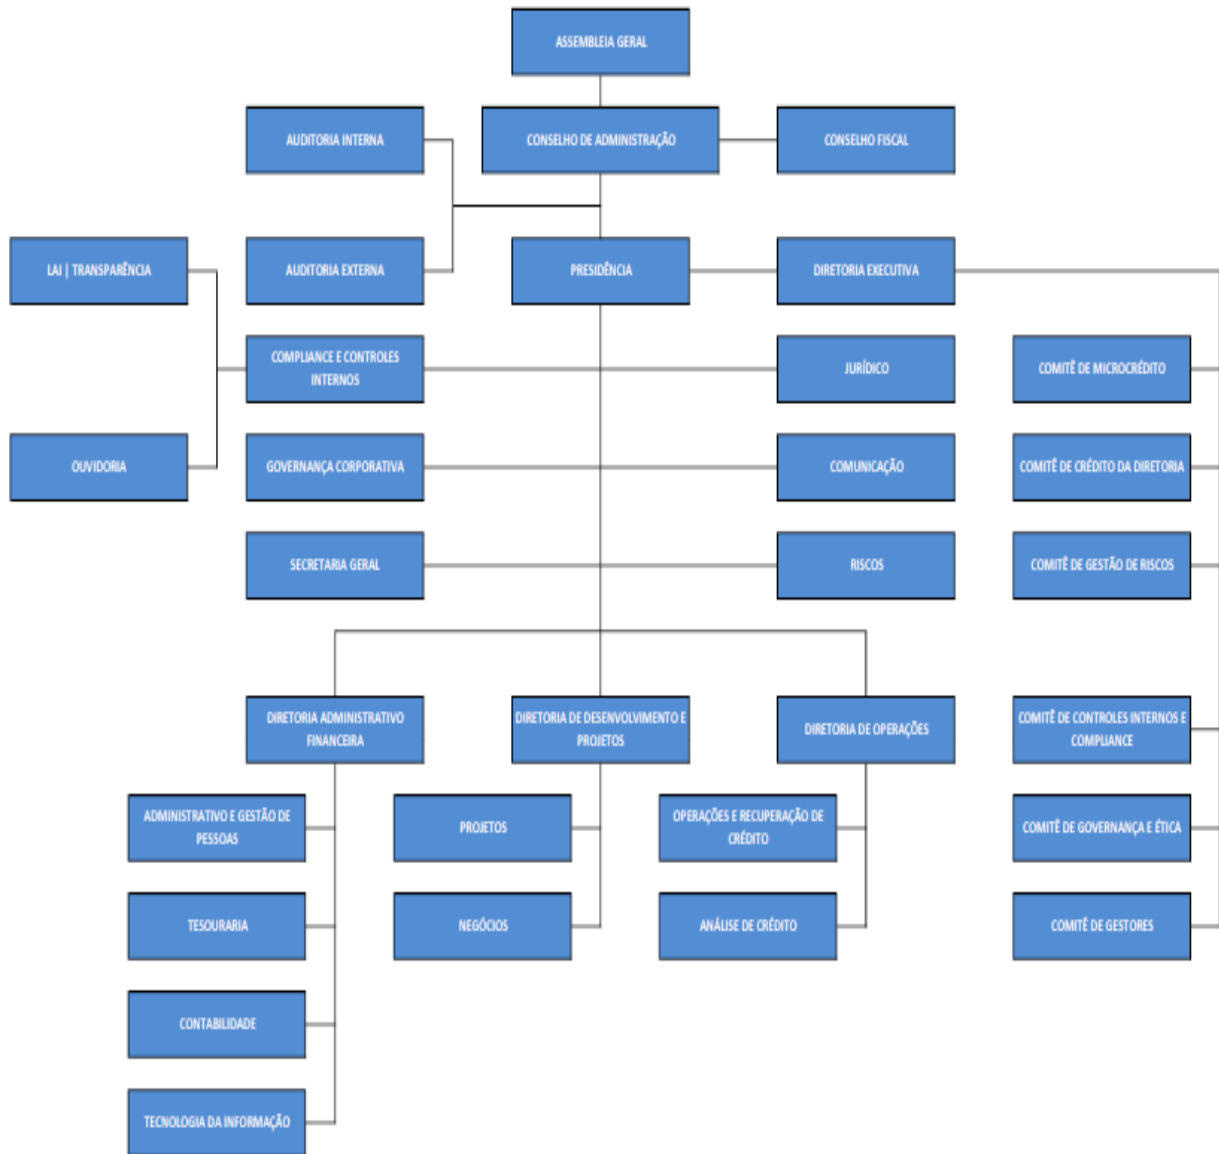 ASSEMBLEIA GERAL
AUDITORIA INTERNA
CONSELHO DE ADMINISTRAÇÃO
CONSELHO FISCAL
LAI | TRANSPARÊNCIA
AUDITORIA EXTERNA
PRESIDÊNCIA
DIRETORIA EXECUTIVA
COMPLIANCE E CONTROLES
INTERNOS
JURÍDICO
COMITÊ DE MICROCRÉDITO
OUVIDORIA
GOVERNANÇA CORPORATIVA
COMUNICAÇÃO
COMITÊ DE CRÉDITO DA DIRETORIA
SECRETARIA GERAL
RISCOS
COMITÊ DE GESTÃO DE RISCOS
DIRETORIA ADMINISTRATIVO
FINANCEIRA
DIRETORIA DE DESENVOLVIMENTO E
PROJETOS
DIRETORIA DE OPERAÇÕES
COMITÊ DE CONTROLES INTERNOS E
COMPLIANCE
ADMINISTRATIVO E GESTÃO DE
PESSOAS
PROJETOS
OPERAÇÕES E RECUPERAÇÃO DE
CRÉDITO
COMITÊ DE GOVERNANÇA E ÉTICA
TESOURARIA
NEGÓCIOS
ANÁLISE DE CRÉDITO
COMITÊ DE GESTORES
CONTABILIDADE
TECNOLOGIA DA INFORMAÇÃO